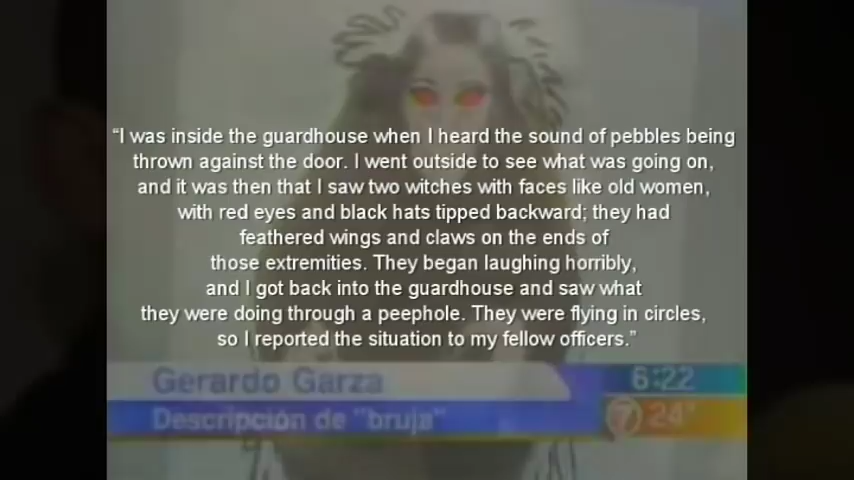 “I was inside the guardhouse when I heard the sound of pebbles being
thrown against the door. I went outside to see what was going on,
and it was then that I saw two witches with faces like old women,
with red eyes and black hats tipped backward; they had
feathered wings and claws on the ends of
those extremities. They began laughing horribly,
and I got back into the guardhouse and saw what
they were doing through a peephole. They were flying in circles,
so I reported the situation to my fellow officers.”
Gerardo Garza
6:22
Descripción de "bruja"
7 24°